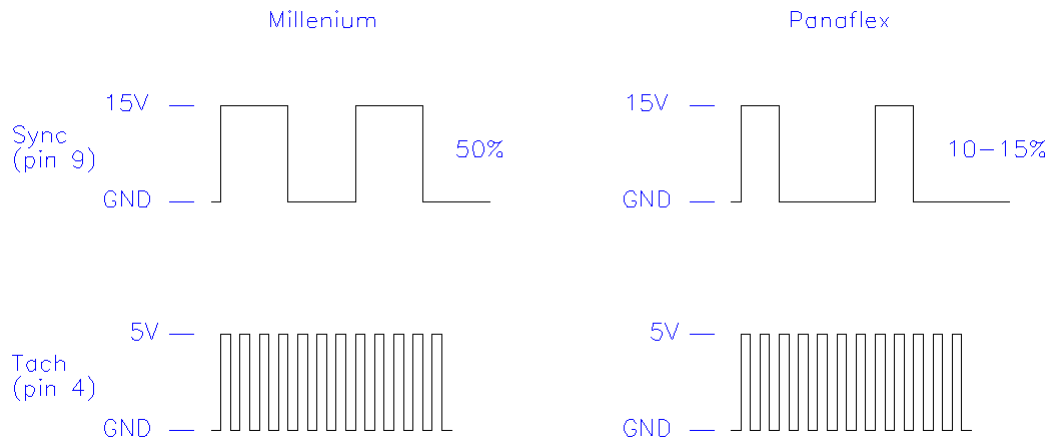 Millenium
Panaflex
15V
Sync
(pin 9)
50%
GND
15V
10-15%
GND
5V
Tach
(pin 4)
GND
5V
GND